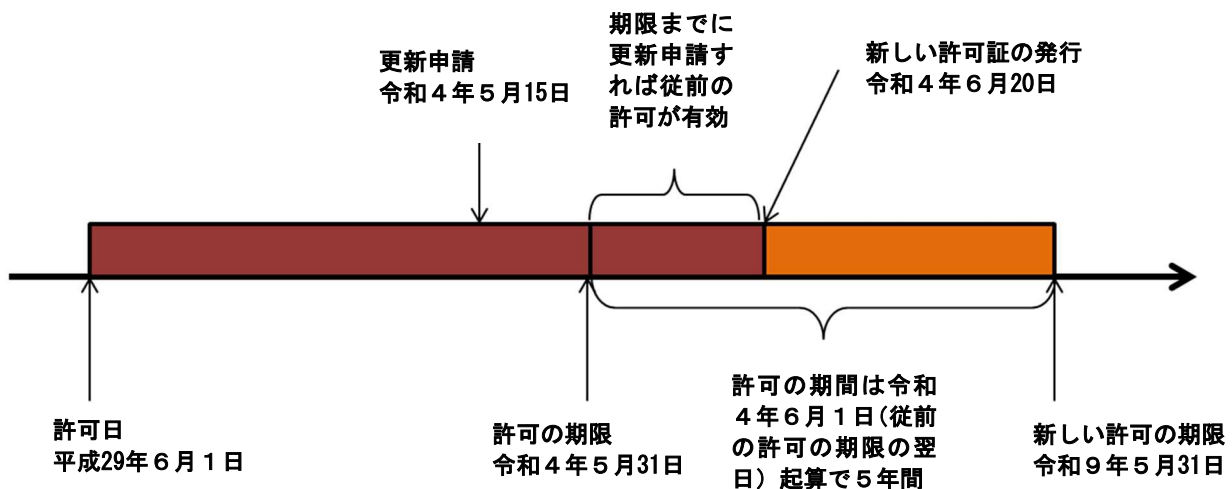 期限までに
更新申請す
れば従前の
許可が有効
更新申請
令和４年５月15日
新しい許可証の発行
令和４年６月20日
許可日
平成29年６月１日
許可の期限
令和４年５月31日
許可の期間は令和
４年６月１日(従前
の許可の期限の翌
日）起算で５年間
新しい許可の期限
令和９年５月31日